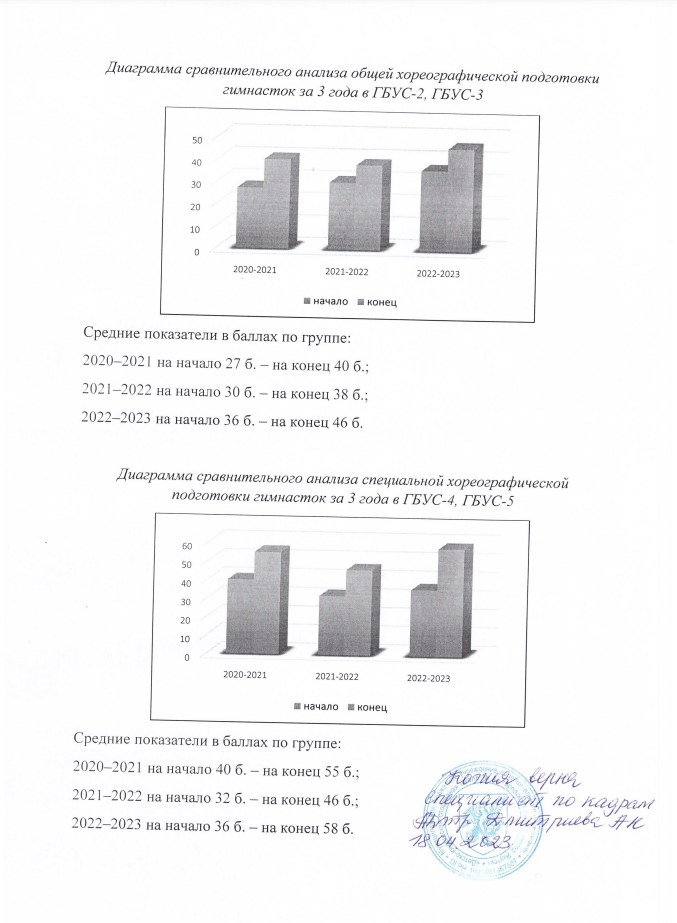 Диаграмма сравнительного анализа общей хореографической подготовки
гимнасток за 3 года в ГБУС-2, ГБУС-3
50
40
30
20
10
0
2020-2021 2021-2022 2022-2023
начало конец
Средние показатели в баллах по группе:
2020–2021 на начало 27 б. – на конец 40 б.;
2021–2022 на начало 30 б. – на конец 38 б.;
2022–2023 на начало 36 б. – на конец 46 б.
Диаграмма сравнительного анализа специальной хореографической
подготовки гимнасток за 3 года в ГБУС-4, ГБУС-5
60
50
40
30
20
10
0
2020-2021 2021-2022 2022-2023
начало конец
Средние показатели в баллах по группе:
2020–2021 на начало 40 б. – на конец 55 б.;
2021–2022 на начало 32 б. – на конец 46 б.;
2022–2023 на начало 36 б. – на конец 58 б.
Копия верна
специалист по кадрам
Дмитриева АК
18.04.2023